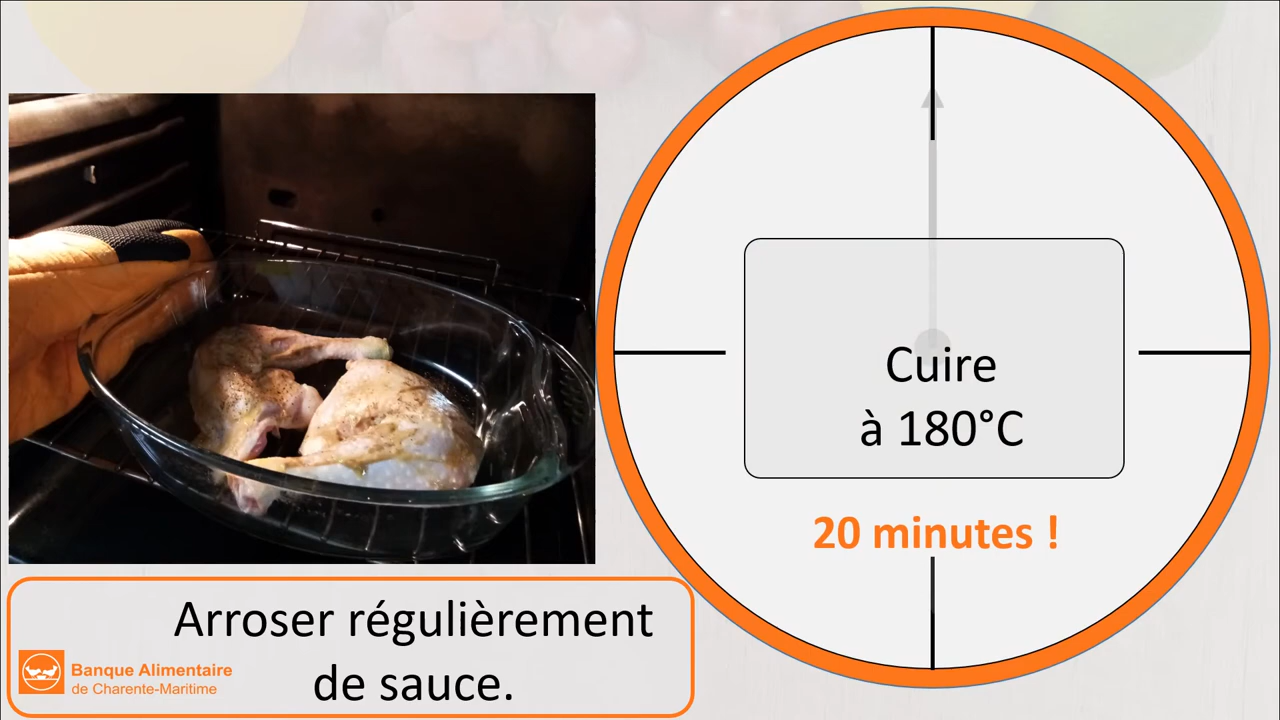 Cuire
à 180°C
20 minutes !
Arroser régulièrement
de sauce.
Banque Alimentaire
de Charente-Maritime